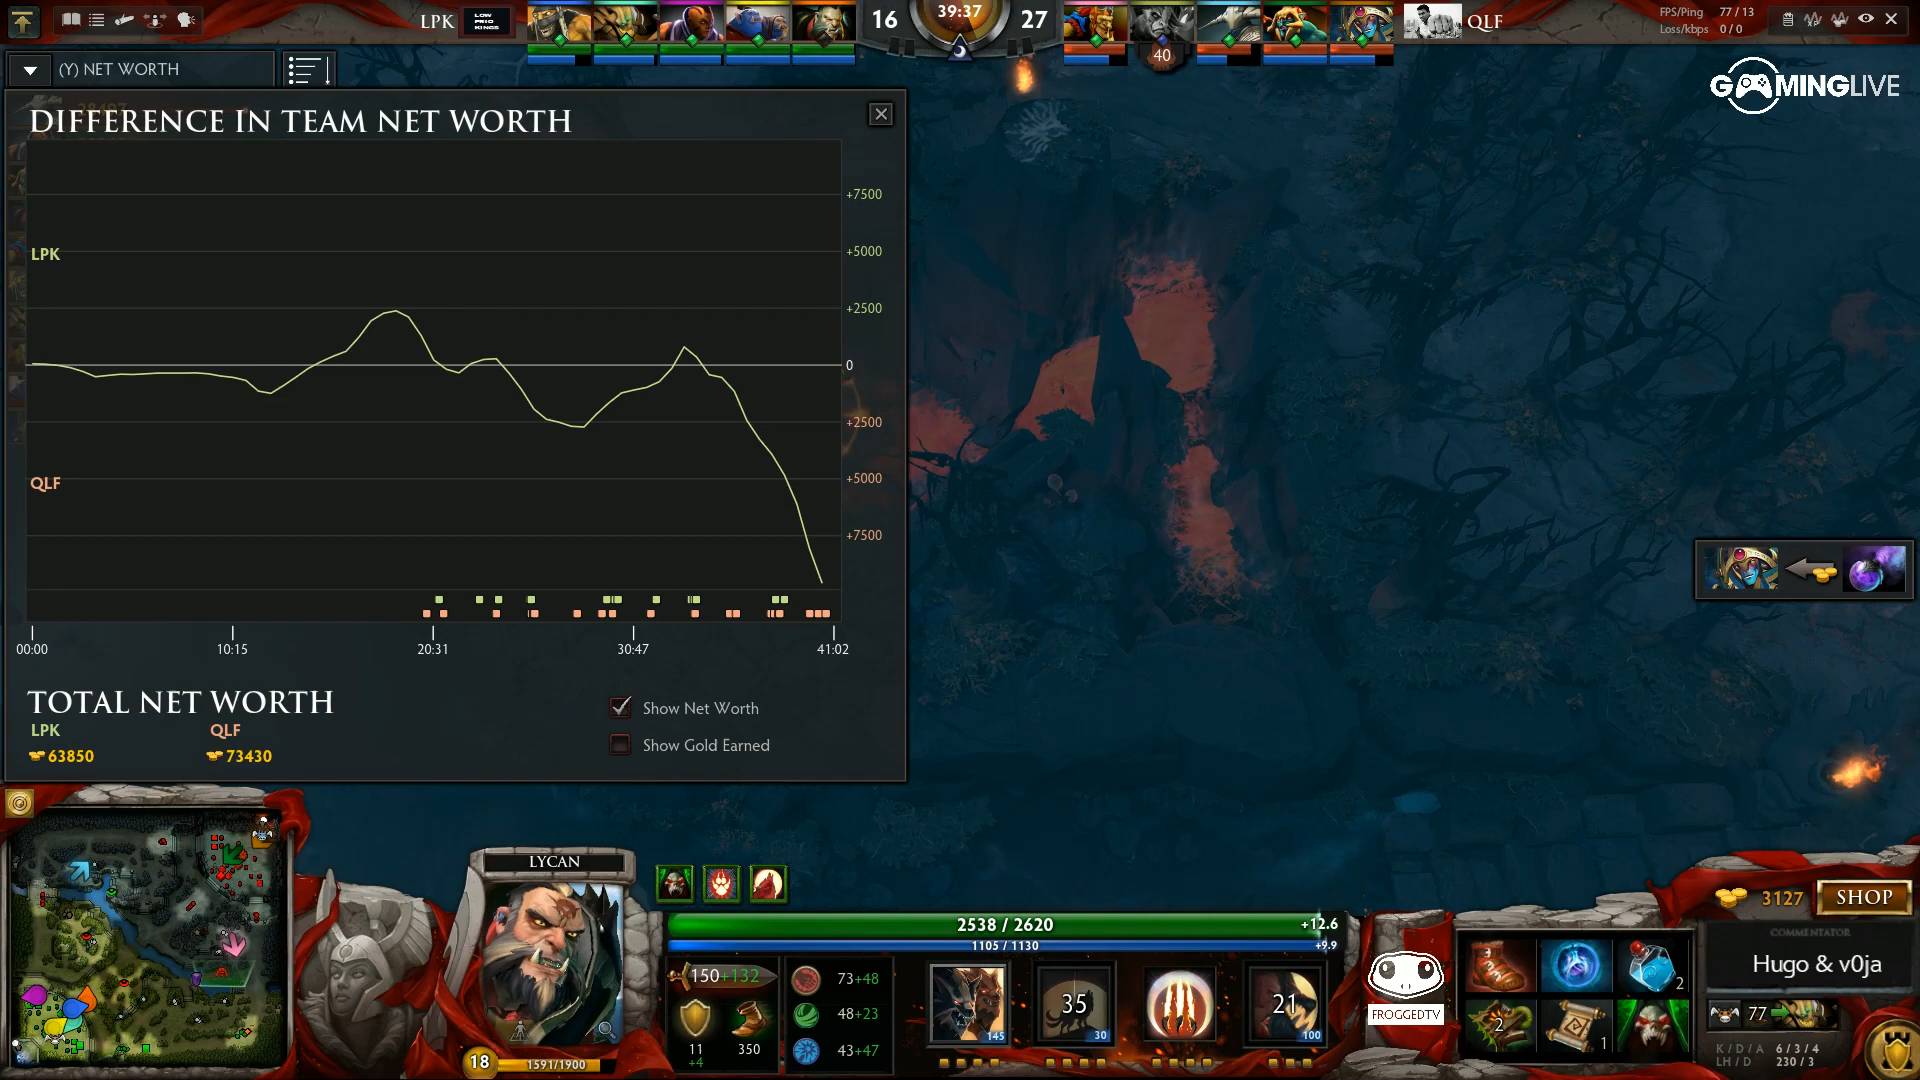 LPK
LOW PRIO KINGS
16
39:37
27
QLF
FPS/Ping 77 / 13
Loss/kbps 0 / 0
40
(Y) NET WORTH
GAMINGLIVE
DIFFERENCE IN TEAM NET WORTH
+7500
LPK
+5000
+2500
0
+2500
QLF
+5000
+7500
00:00
10:15
20:31
30:47
41:02
TOTAL NET WORTH
LPK
QLF
63850
73430
Show Net Worth
Show Gold Earned
LYCAN
2538 / 2620
+12.6
1105 / 1130
+9.9
150+132
73+48
48+23
43+47
11
+4
350
18
1591/1900
145
35
30
21
100
FROGGEDTV
2
2
1
3127
SHOP
COMMENTATOR
Hugo & v0ja
77
K / D / A 6 / 3 / 4
LH / D 230 / 3